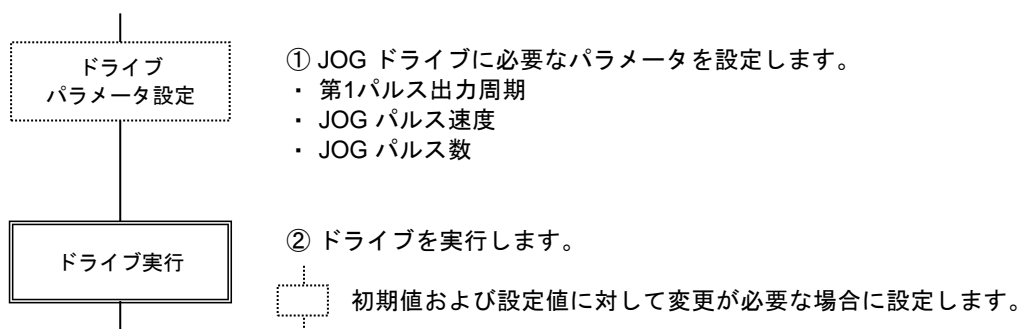 ドライブ
パラメータ設定
① JOG ドライブに必要なパラメータを設定します。
・ 第1パルス出力周期
・ JOG パルス速度
・ JOG パルス数
ドライブ実行
② ドライブを実行します。
初期値および設定値に対して変更が必要な場合に設定します。